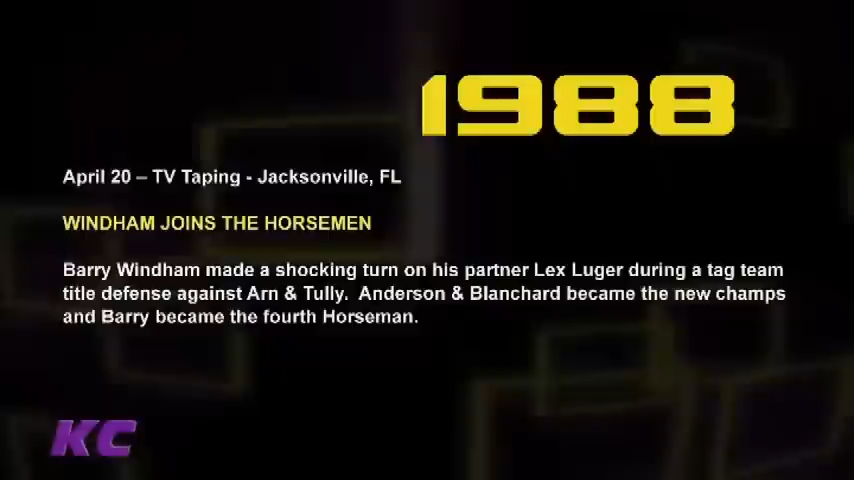 1988
April 20 – TV Taping - Jacksonville, FL
WINDHAM JOINS THE HORSEMEN
Barry Windham made a shocking turn on his partner Lex Luger during a tag team
title defense against Arn & Tully.  Anderson & Blanchard became the new champs
and Barry became the fourth Horseman.
KC